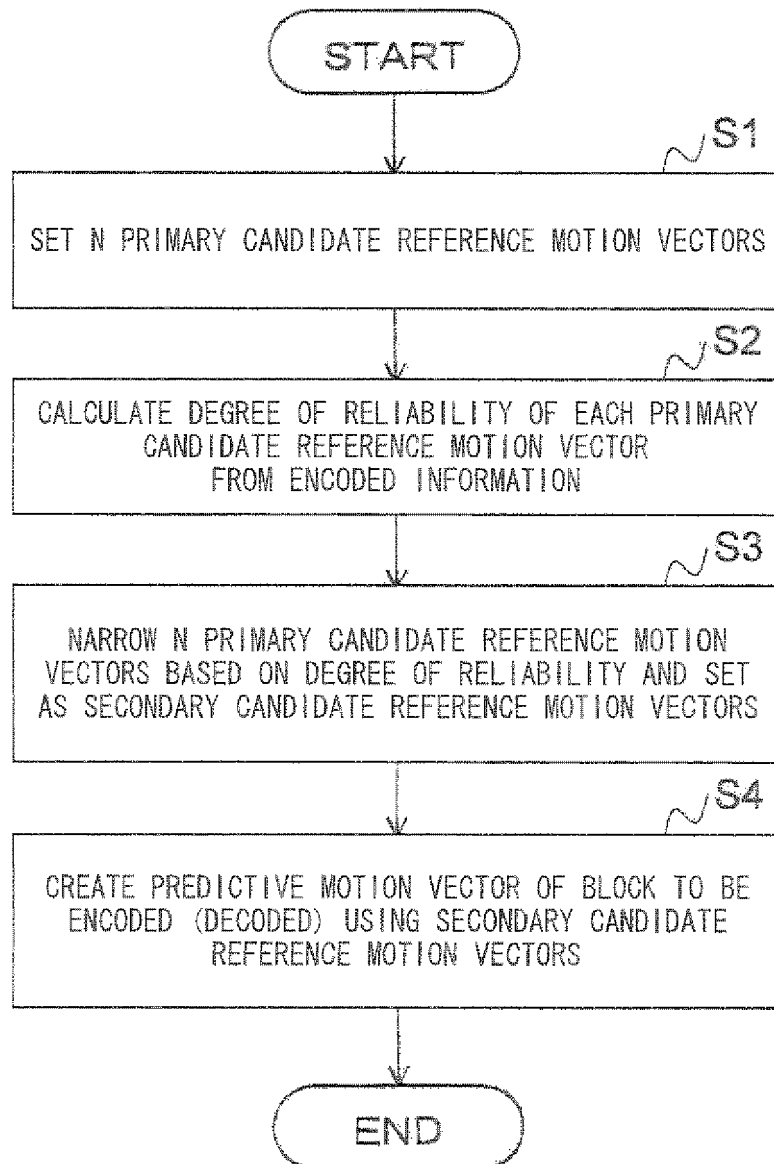 START
S1
SET N PRIMARY CANDIDATE REFERENCE MOTION VECTORS
S2
CALCULATE DEGREE OF RELIABILITY OF EACH PRIMARY
CANDIDATE REFERENCE MOTION VECTOR
FROM ENCODED INFORMATION
S3
NARROW N PRIMARY CANDIDATE REFERENCE MOTION
VECTORS BASED ON DEGREE OF RELIABILITY AND SET
AS SECONDARY CANDIDATE REFERENCE MOTION VECTORS
S4
CREATE PREDICTIVE MOTION VECTOR OF BLOCK TO BE
ENCODED (DECODED) USING SECONDARY CANDIDATE
REFERENCE MOTION VECTORS
END